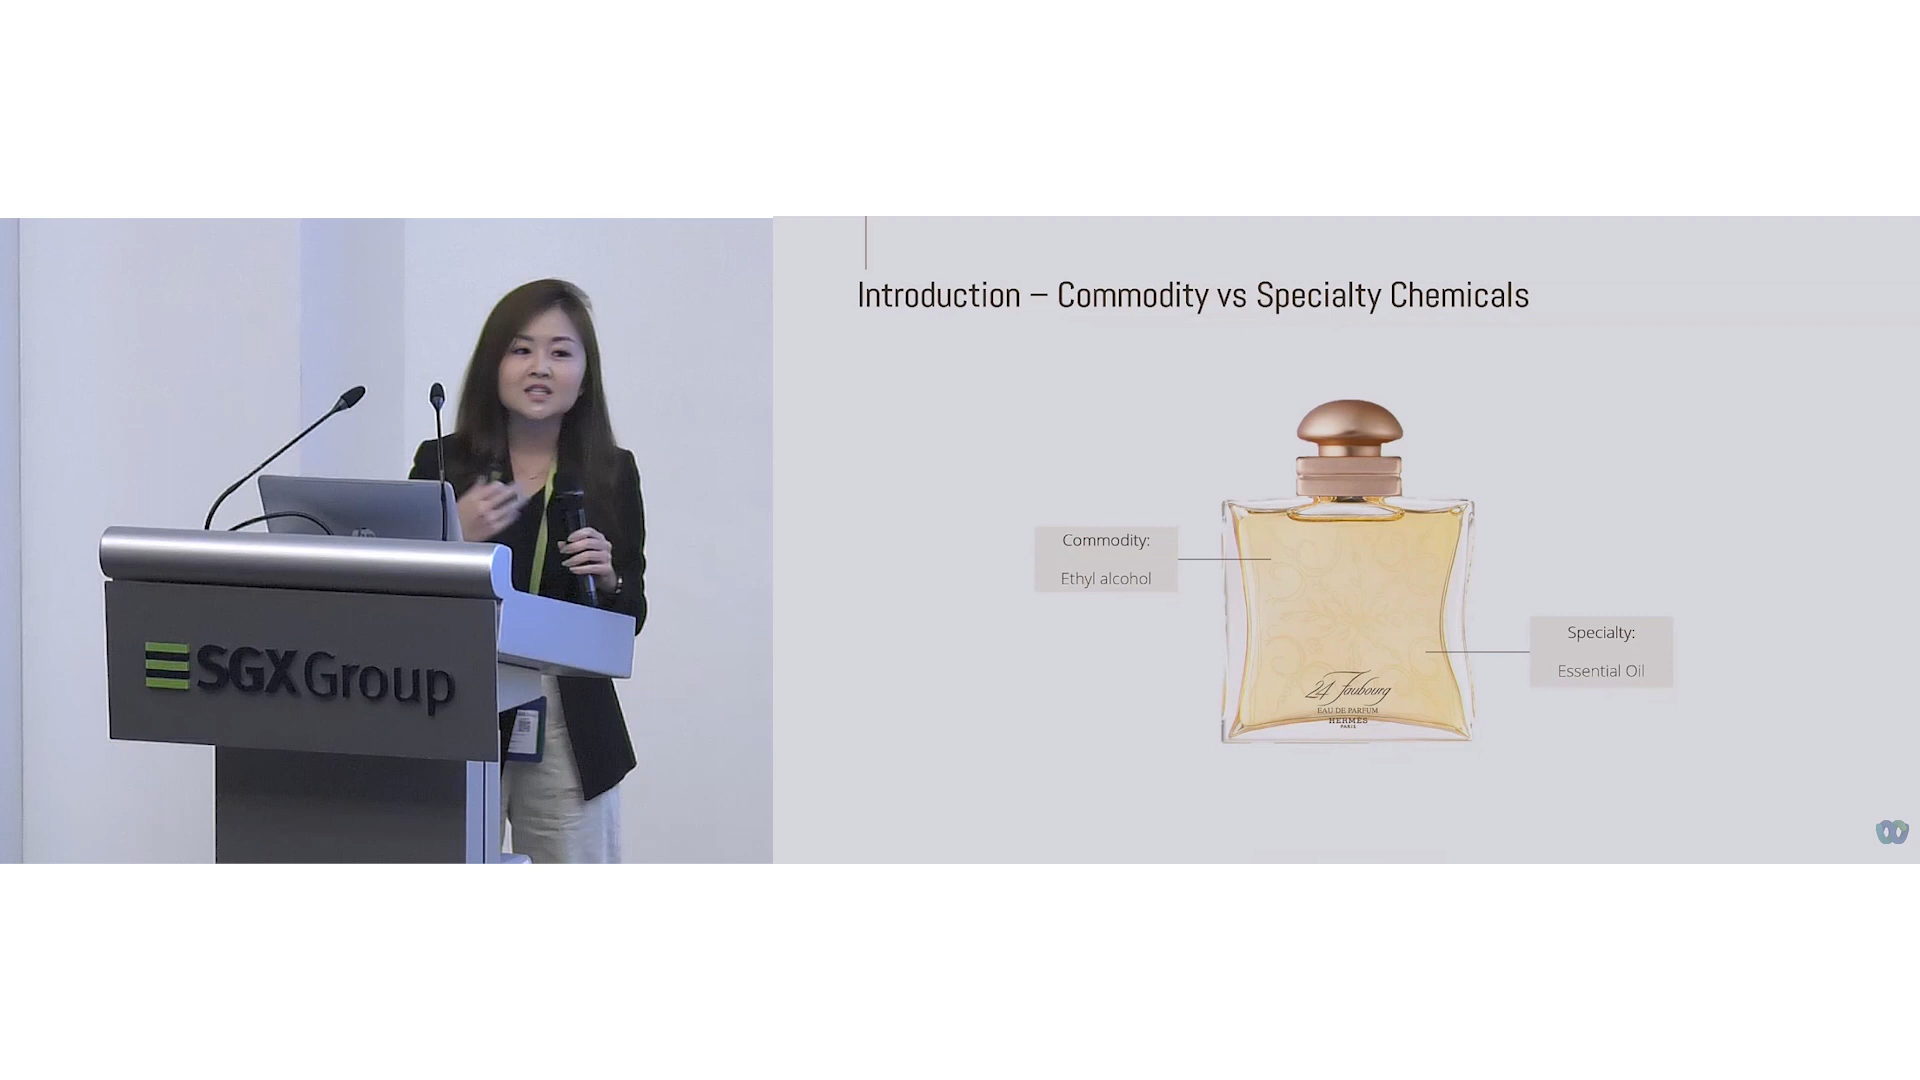 SGX Group
Introduction – Commodity vs Specialty Chemicals
Commodity:
Ethyl alcohol
Specialty:
Essential Oil
24 Faubourg
EAU DE PARFUM
HERMÈS
PARIS